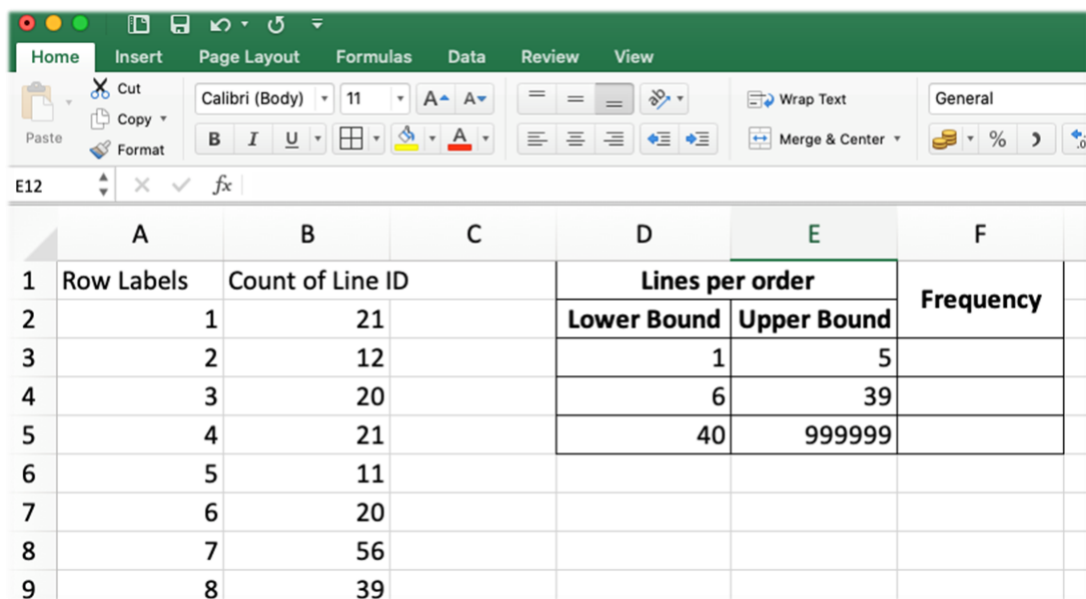 Home Insert Page Layout Formulas Data Review View
Cut
Calibri (Body) 11 A A Wrap Text General
Copy
Paste
Format B I U A Merge & Center % .0
E12 fx
A B C D E F
1 Row Labels Count of Line ID Lines per order Frequency
2 1 21 Lower Bound Upper Bound
3 2 12 1 5
4 3 20 6 39
5 4 21 40 999999
6 5 11
7 6 20
8 7 56
9 8 39